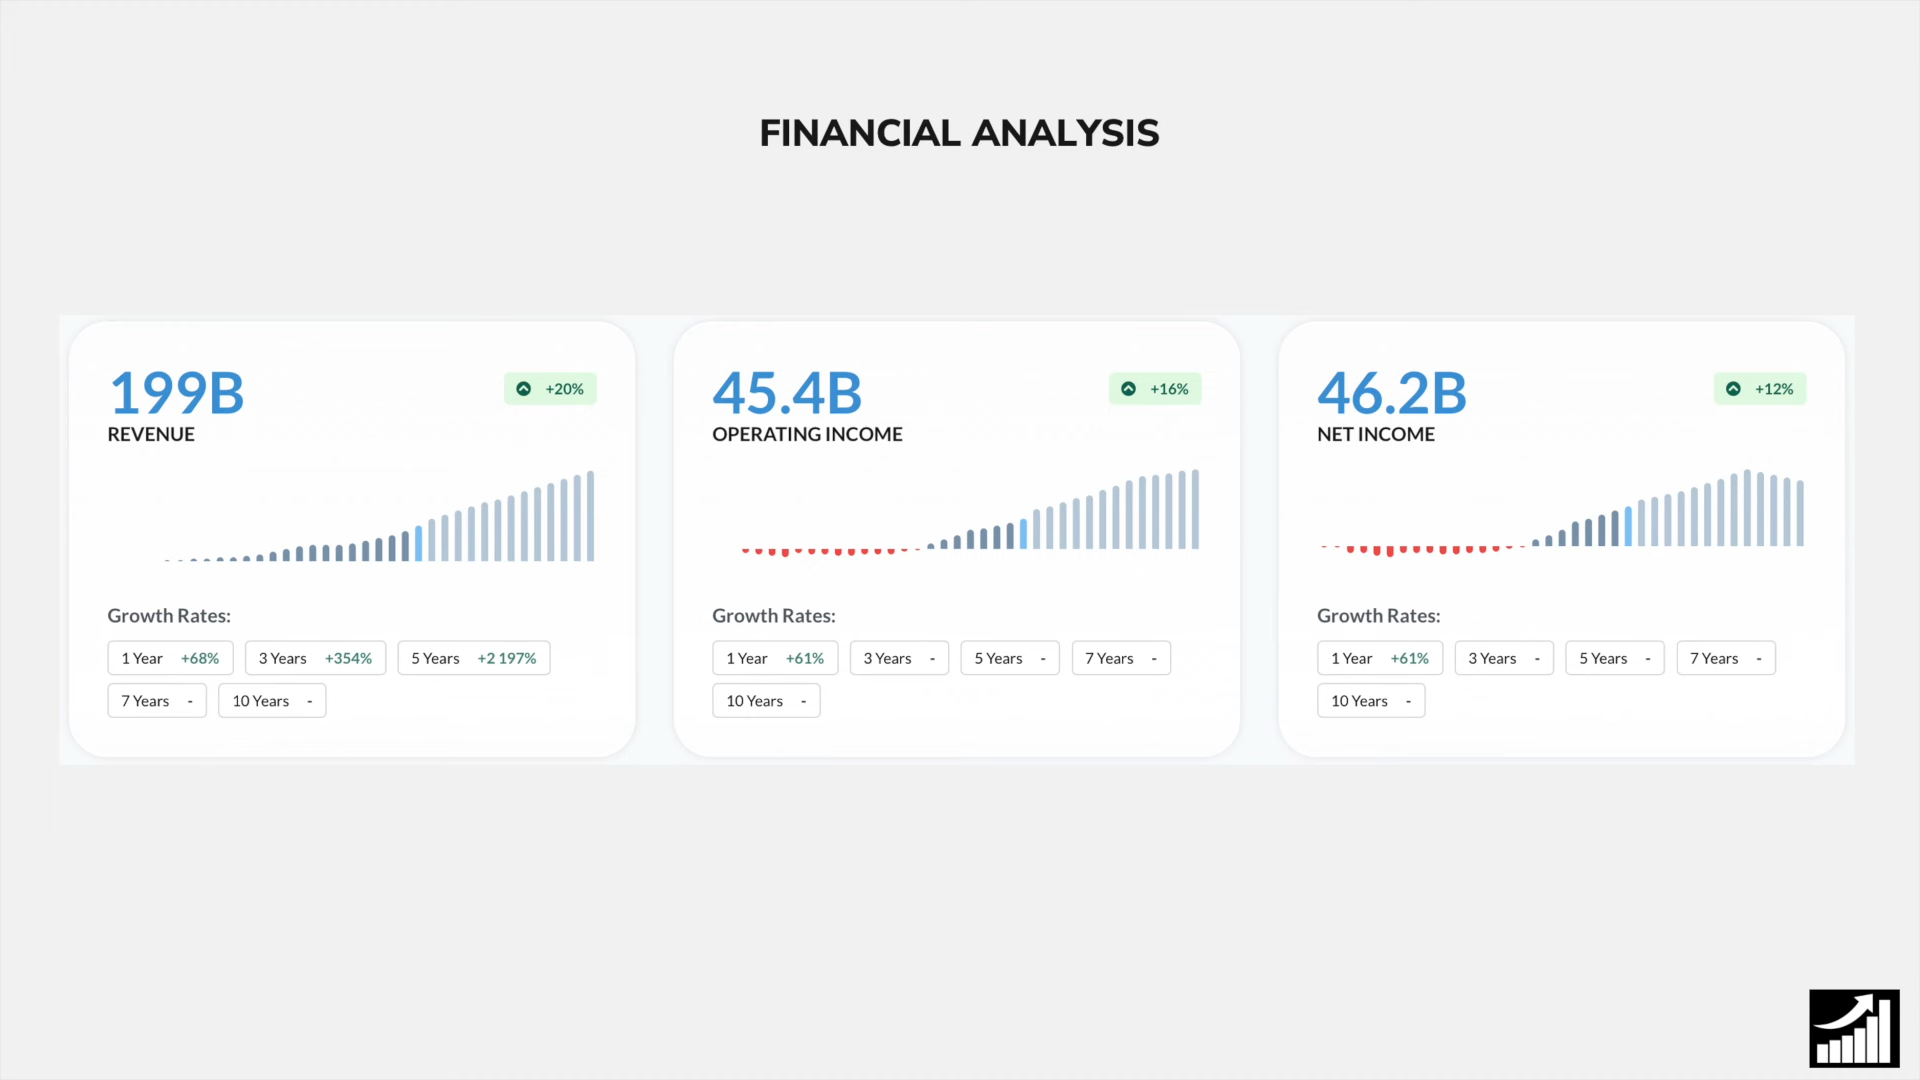 FINANCIAL ANALYSIS
199B
+20%
REVENUE
Growth Rates:
1 Year +68%
3 Years +354%
5 Years +2 197%
7 Years -
10 Years -
45.4B
+16%
OPERATING INCOME
Growth Rates:
1 Year +61%
3 Years -
5 Years -
7 Years -
10 Years -
46.2B
+12%
NET INCOME
Growth Rates:
1 Year +61%
3 Years -
5 Years -
7 Years -
10 Years -